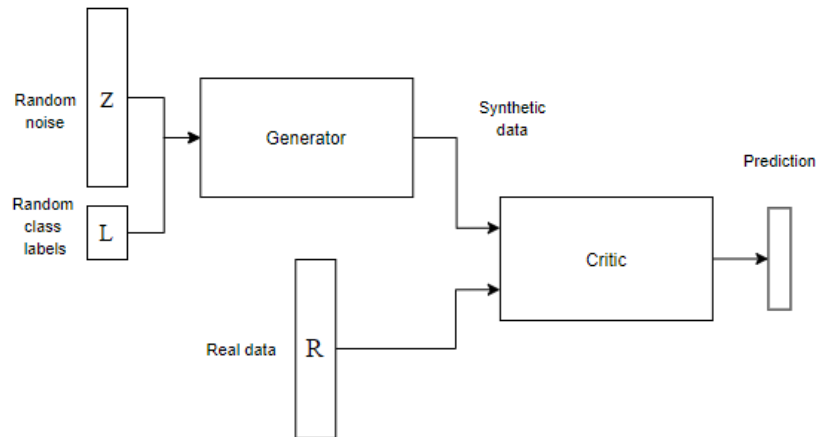 Random
noise
Z
Generator
Synthetic
data
Prediction
Random
class
labels
L
Critic
Real data
R